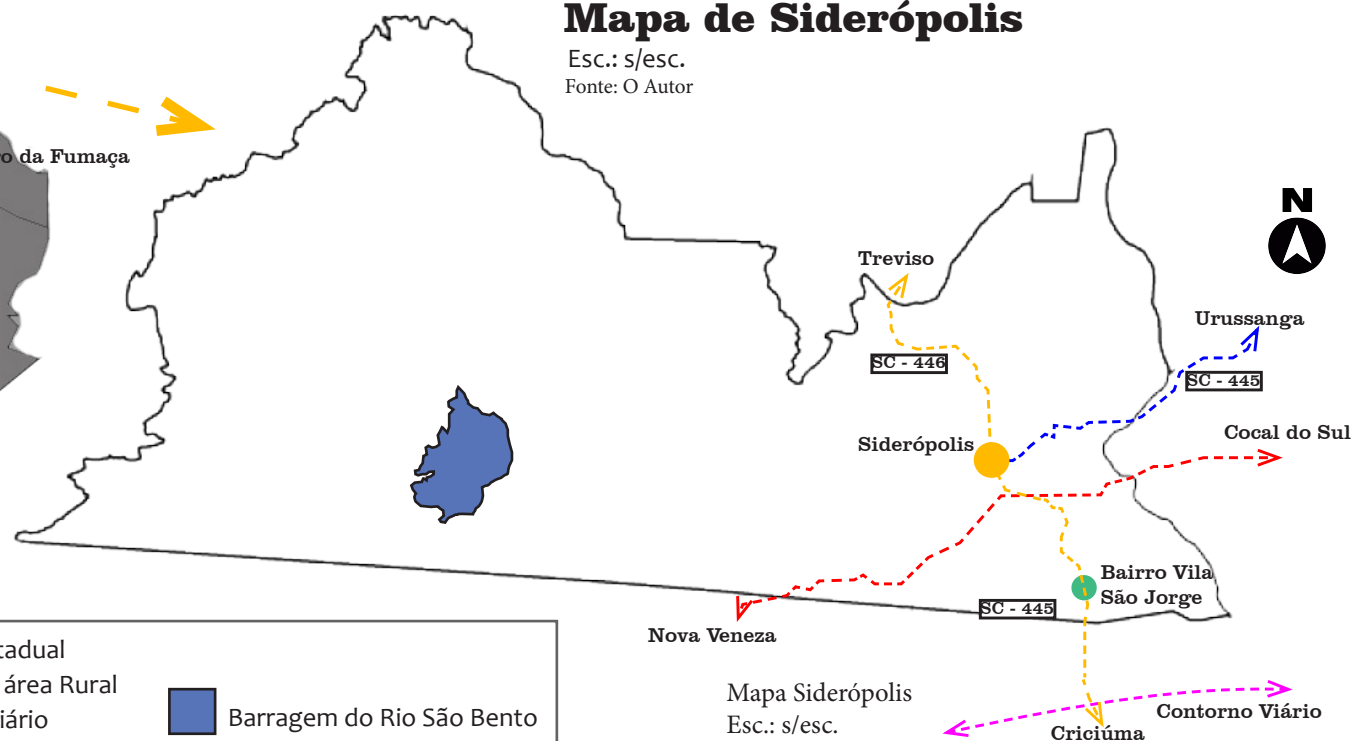 Mapa de Siderópolis
Esc.: s/esc.
Fonte: O Autor
o da Fumaça
N
Treviso
Urussanga
SC - 446
SC - 445
Cocal do Sul
Siderópolis
Bairro Vila
São Jorge
SC - 445
Nova Veneza
tadual
área Rural
iário
Barragem do Rio São Bento
Mapa Siderópolis
Esc.: s/esc.
Contorno Viário
Criciúma